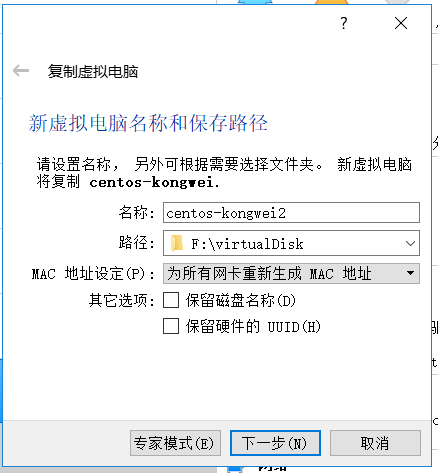 ?
复制虚拟电脑
新虚拟电脑名称和保存路径
请设置名称， 另外可根据需要选择文件夹。 新虚拟电脑
将复制 centos-kongwei.
名称: centos-kongwei2
路径: F:\virtualDisk
MAC 地址设定(P): 为所有网卡重新生成 MAC 地址
其它选项: 保留磁盘名称(D)
保留硬件的 UUID(H)
专家模式(E) 下一步(N) 取消
网络